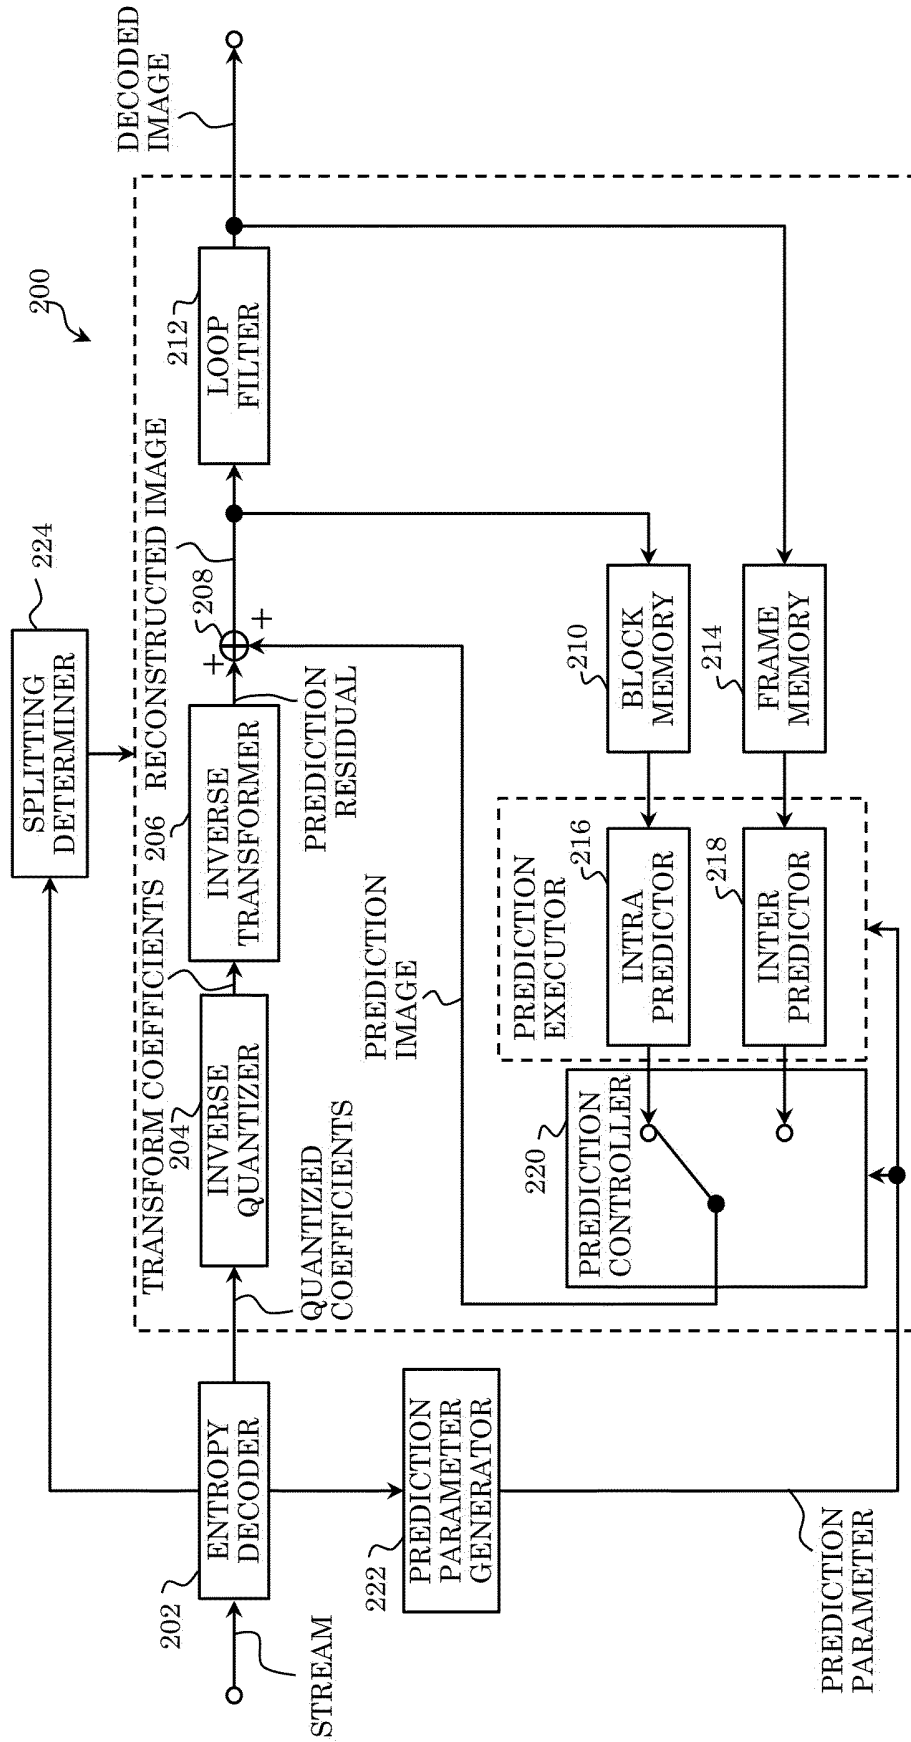 200
SPLITTING
DETERMINER
224
STREAM
202
ENTROPY
DECODER
QUANTIZED
COEFFICIENTS
TRANSFORM COEFFICIENTS
204
INVERSE
QUANTIZER
206
INVERSE
TRANSFORMER
PREDICTION
RESIDUAL
+
208
+
RECONSTRUCTED IMAGE
212
LOOP
FILTER
DECODED
IMAGE
222
PREDICTION
PARAMETER
GENERATOR
PREDICTION
IMAGE
220
PREDICTION
CONTROLLER
PREDICTION
EXECUTOR
216
INTRA
PREDICTOR
210
BLOCK
MEMORY
218
INTER
PREDICTOR
214
FRAME
MEMORY
PREDICTION
PARAMETER